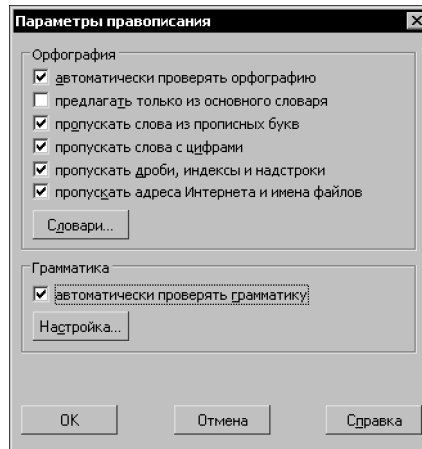 Параметры правописания
Орфография
автоматически проверять орфографию
предлагать только из основного словаря
пропускать слова из прописных букв
пропускать слова с цифрами
пропускать дроби, индексы и надстроки
пропускать адреса Интернета и имена файлов
Словари...
Грамматика
автоматически проверять грамматику
Настройка...
OK Отмена Справка